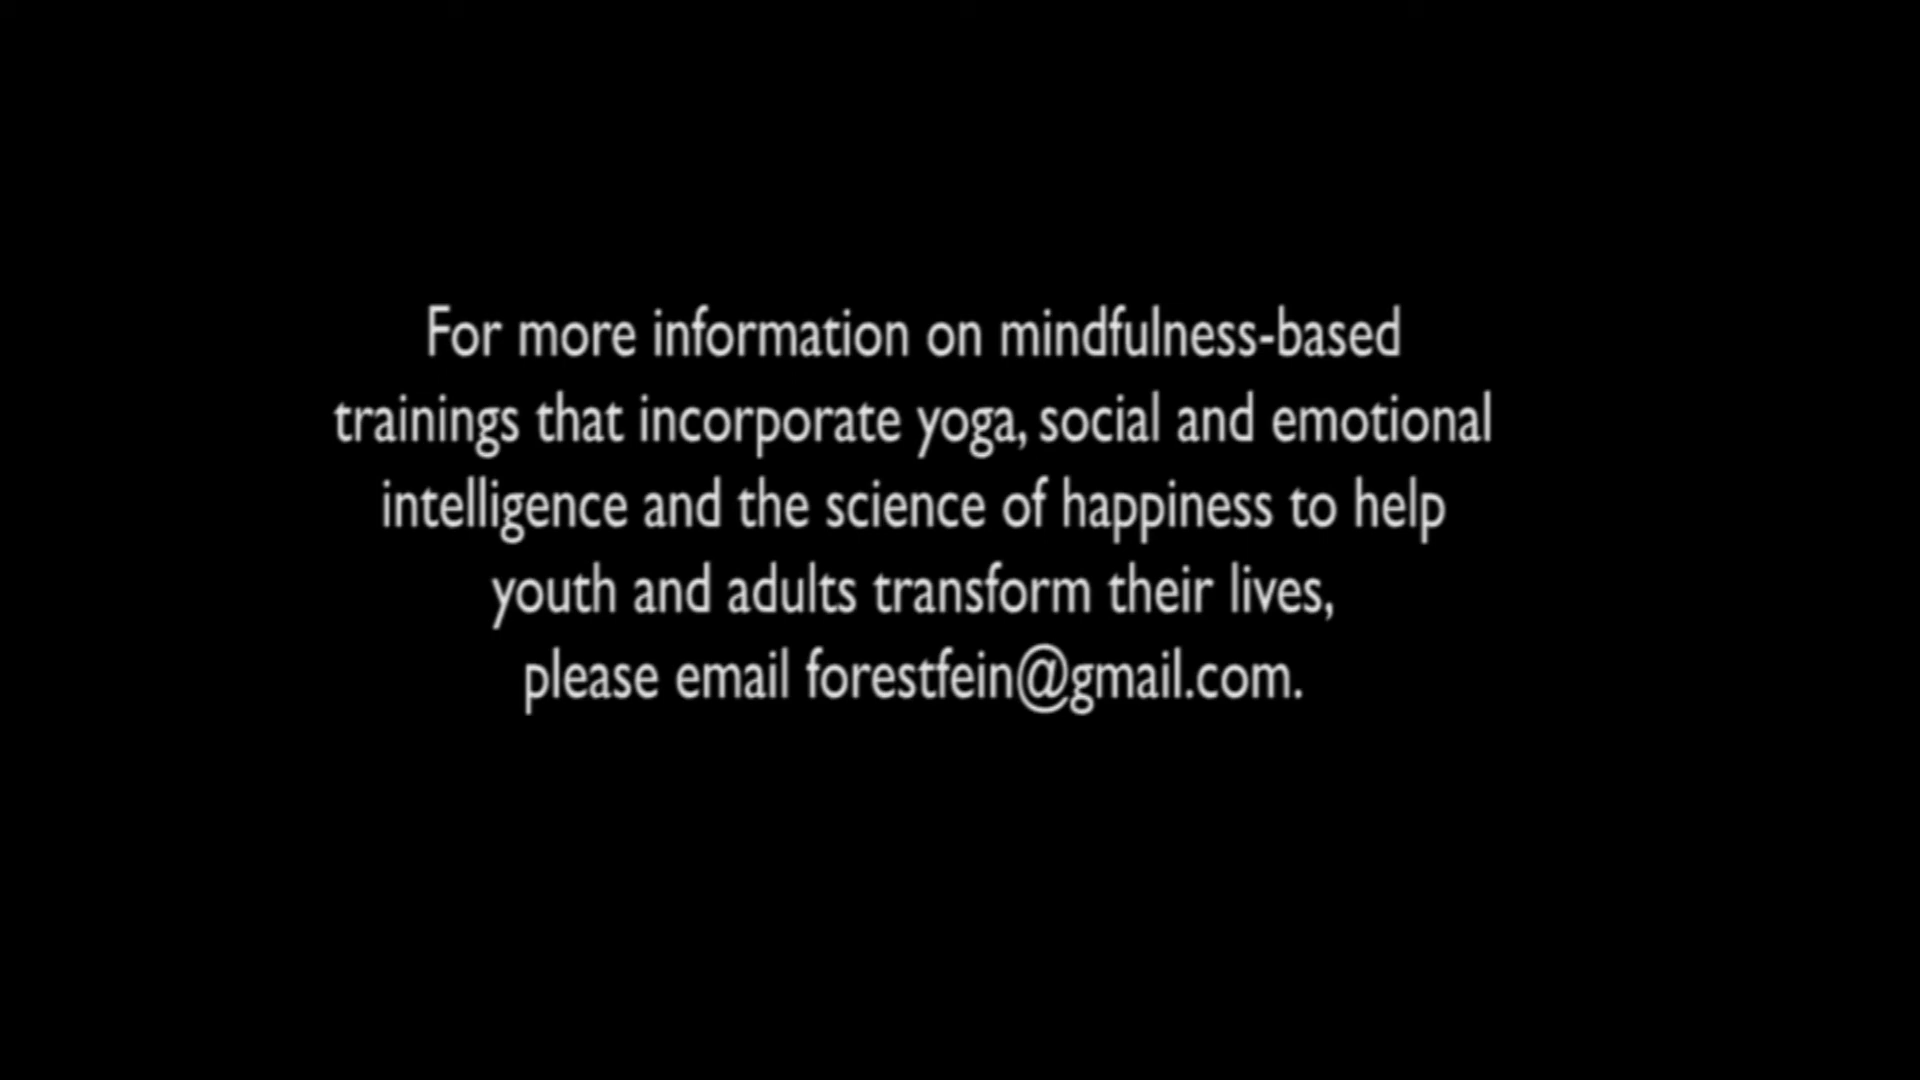 For more information on mindfulness-based
trainings that incorporate yoga, social and emotional
intelligence and the science of happiness to help
youth and adults transform their lives,
please email forestfein@gmail.com.